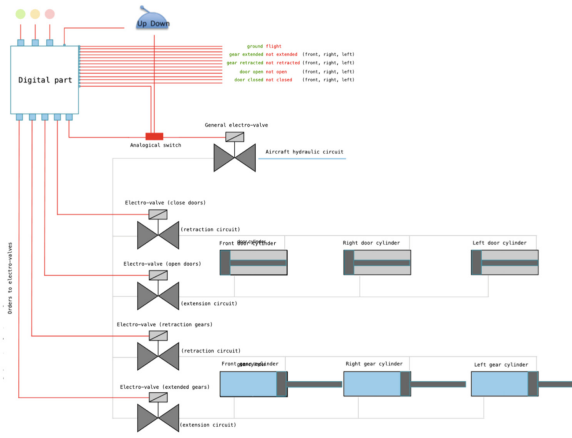 Up Down
Digital part
ground flight
gear extended not extended (front, right, left)
gear retracted not retracted (front, right, left)
door open not open (front, right, left)
door closed not closed (front, right, left)
General electro-valve
Analogical switch
Aircraft hydraulic circuit
Electro-valve (close doors)
(retraction circuit)
Front door cylinder
Right door cylinder
Left door cylinder
Electro-valve (open doors)
(extension circuit)
Orders to electro-valves
Electro-valve (retraction gears)
(retraction circuit)
Front gear cylinder
Right gear cylinder
Left gear cylinder
Electro-valve (extended gears)
(extension circuit)